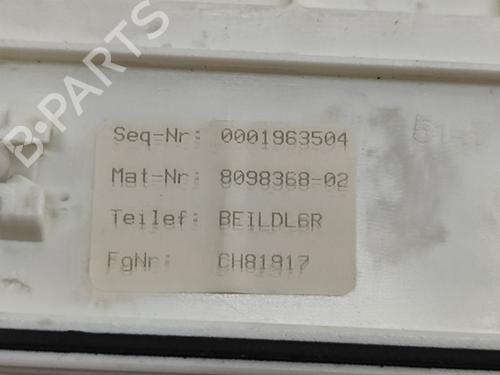 B-PARTS
Seq-Nr: 0001963504
Mat-Nr: 8098368-02
Teilef: BEILDL6R
FgNr: CH81917